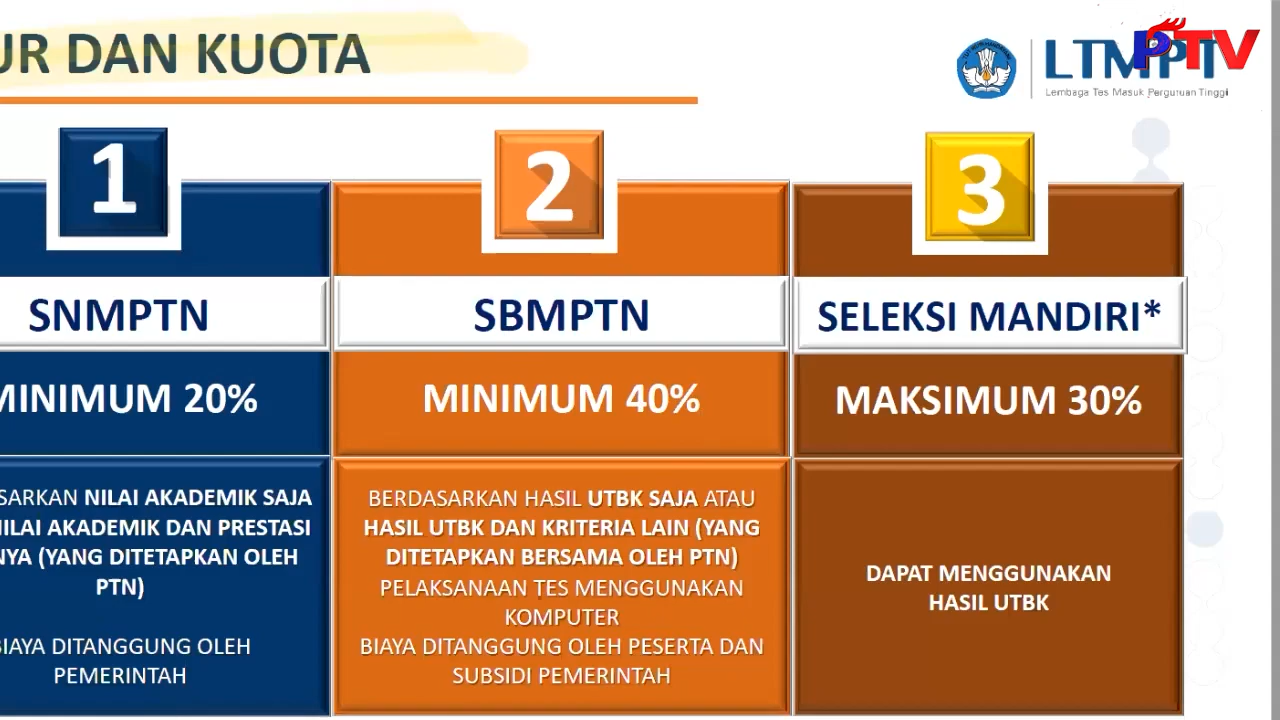 UR DAN KUOTA
LTMPT
PTV
Lembaga Tes Masuk Perguruan Tinggi
1
SNMPTN
MINIMUM 20%
SARKAN NILAI AKADEMIK SAJA
NILAI AKADEMIK DAN PRESTASI
NYA (YANG DITETAPKAN OLEH
PTN)
BIAYA DITANGGUNG OLEH
PEMERINTAH
2
SBMPTN
MINIMUM 40%
BERDASARKAN HASIL UTBK SAJA ATAU
HASIL UTBK DAN KRITERIA LAIN (YANG
DITETAPKAN BERSAMA OLEH PTN)
PELAKSANAAN TES MENGGUNAKAN
KOMPUTER
BIAYA DITANGGUNG OLEH PESERTA DAN
SUBSIDI PEMERINTAH
3
SELEKSI MANDIRI*
MAKSIMUM 30%
DAPAT MENGGUNAKAN
HASIL UTBK